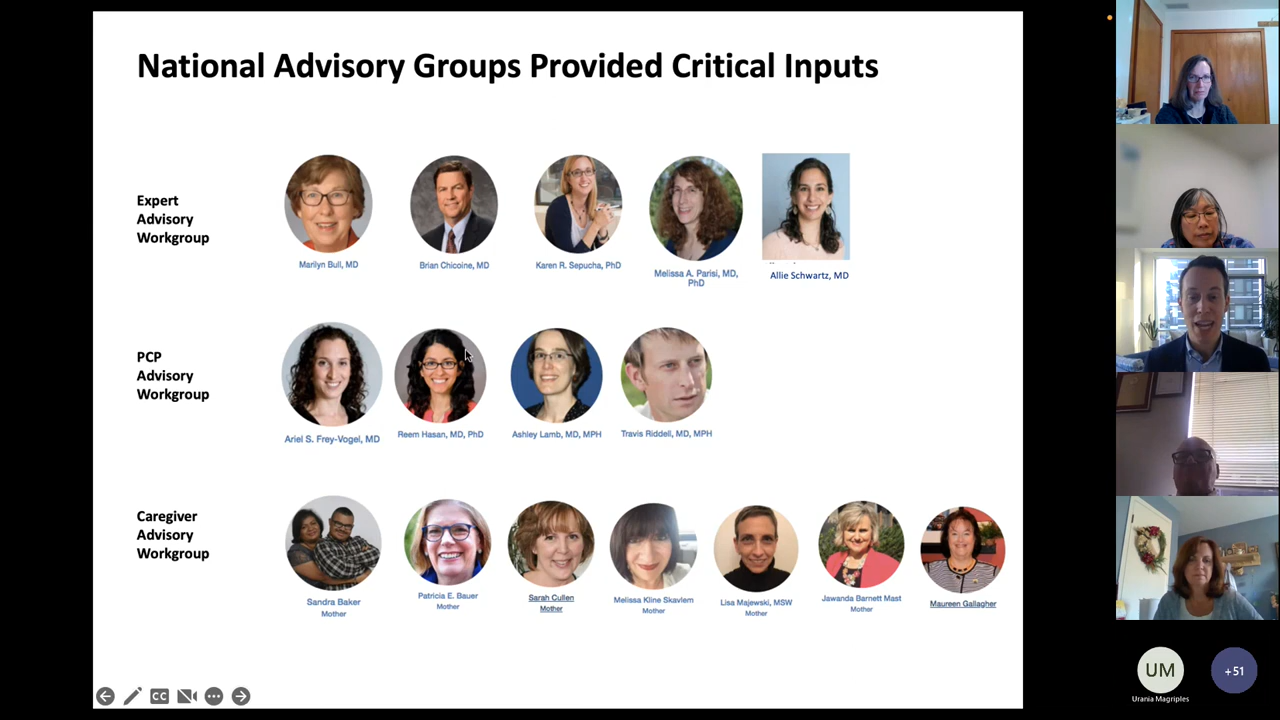 National Advisory Groups Provided Critical Inputs
Expert
Advisory
Workgroup
Marilyn Bull, MD
Brian Chicoine, MD
Karen R. Sepucha, PhD
Melissa A. Parisi, MD,
PhD
Allie Schwartz, MD
PCP
Advisory
Workgroup
Ariel S. Frey-Vogel, MD
Reem Hasan, MD, PhD
Ashley Lamb, MD, MPH
Travis Riddell, MD, MPH
Caregiver
Advisory
Workgroup
Sandra Baker
Mother
Patricia E. Bauer
Mother
Sarah Cullen
Mother
Melissa Kline Skavlem
Mother
Lisa Majewski, MSW
Mother
Jawanda Barnett Mast
Mother
Maureen Gallagher
CC
UM
+51
Urania Magriples